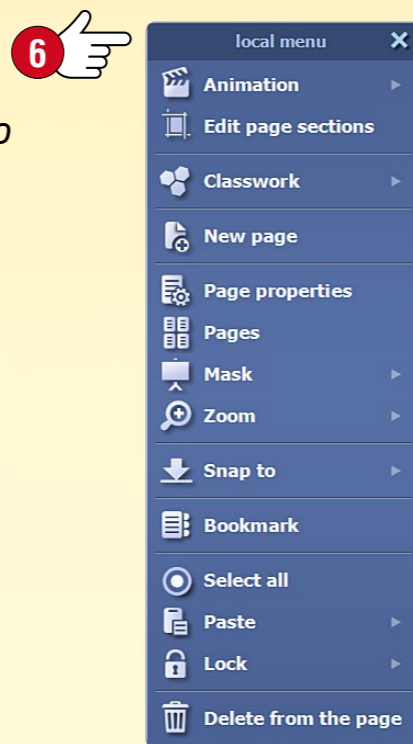 6
local menu
Animation
Edit page sections
Classwork
New page
Page properties
Pages
Mask
Zoom
Snap to
Bookmark
Select all
Paste
Lock
Delete from the page